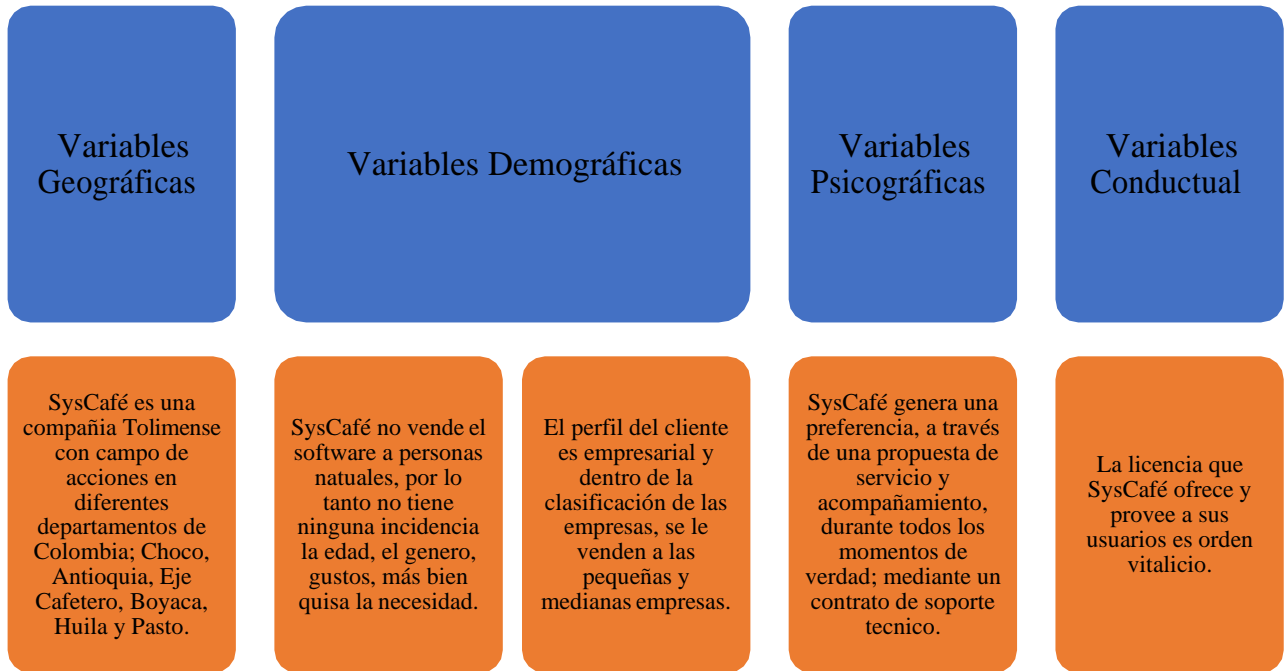 Variables
Geográficas
Variables Demográficas
Variables
Psicográficas
Variables
Conductual
SysCafé es una
compañia Tolimense
con campo de
acciones en
diferentes
departamentos de
Colombia; Choco,
Antioquia, Eje
Cafetero, Boyaca,
Huila y Pasto.
SysCafé no vende el
software a personas
natuales, por lo
tanto no tiene
ninguna incidencia
la edad, el genero,
gustos, más bien
quisa la necesidad.
El perfil del cliente
es empresarial y
dentro de la
clasificación de las
empresas, se le
venden a las
pequeñas y
medianas empresas.
SysCafé genera una
preferencia, a través
de una propuesta de
servicio y
acompañamiento,
durante todos los
momentos de
verdad; mediante un
contrato de soporte
tecnico.
La licencia que
SysCafé ofrece y
provee a sus
usuarios es orden
vitalicio.